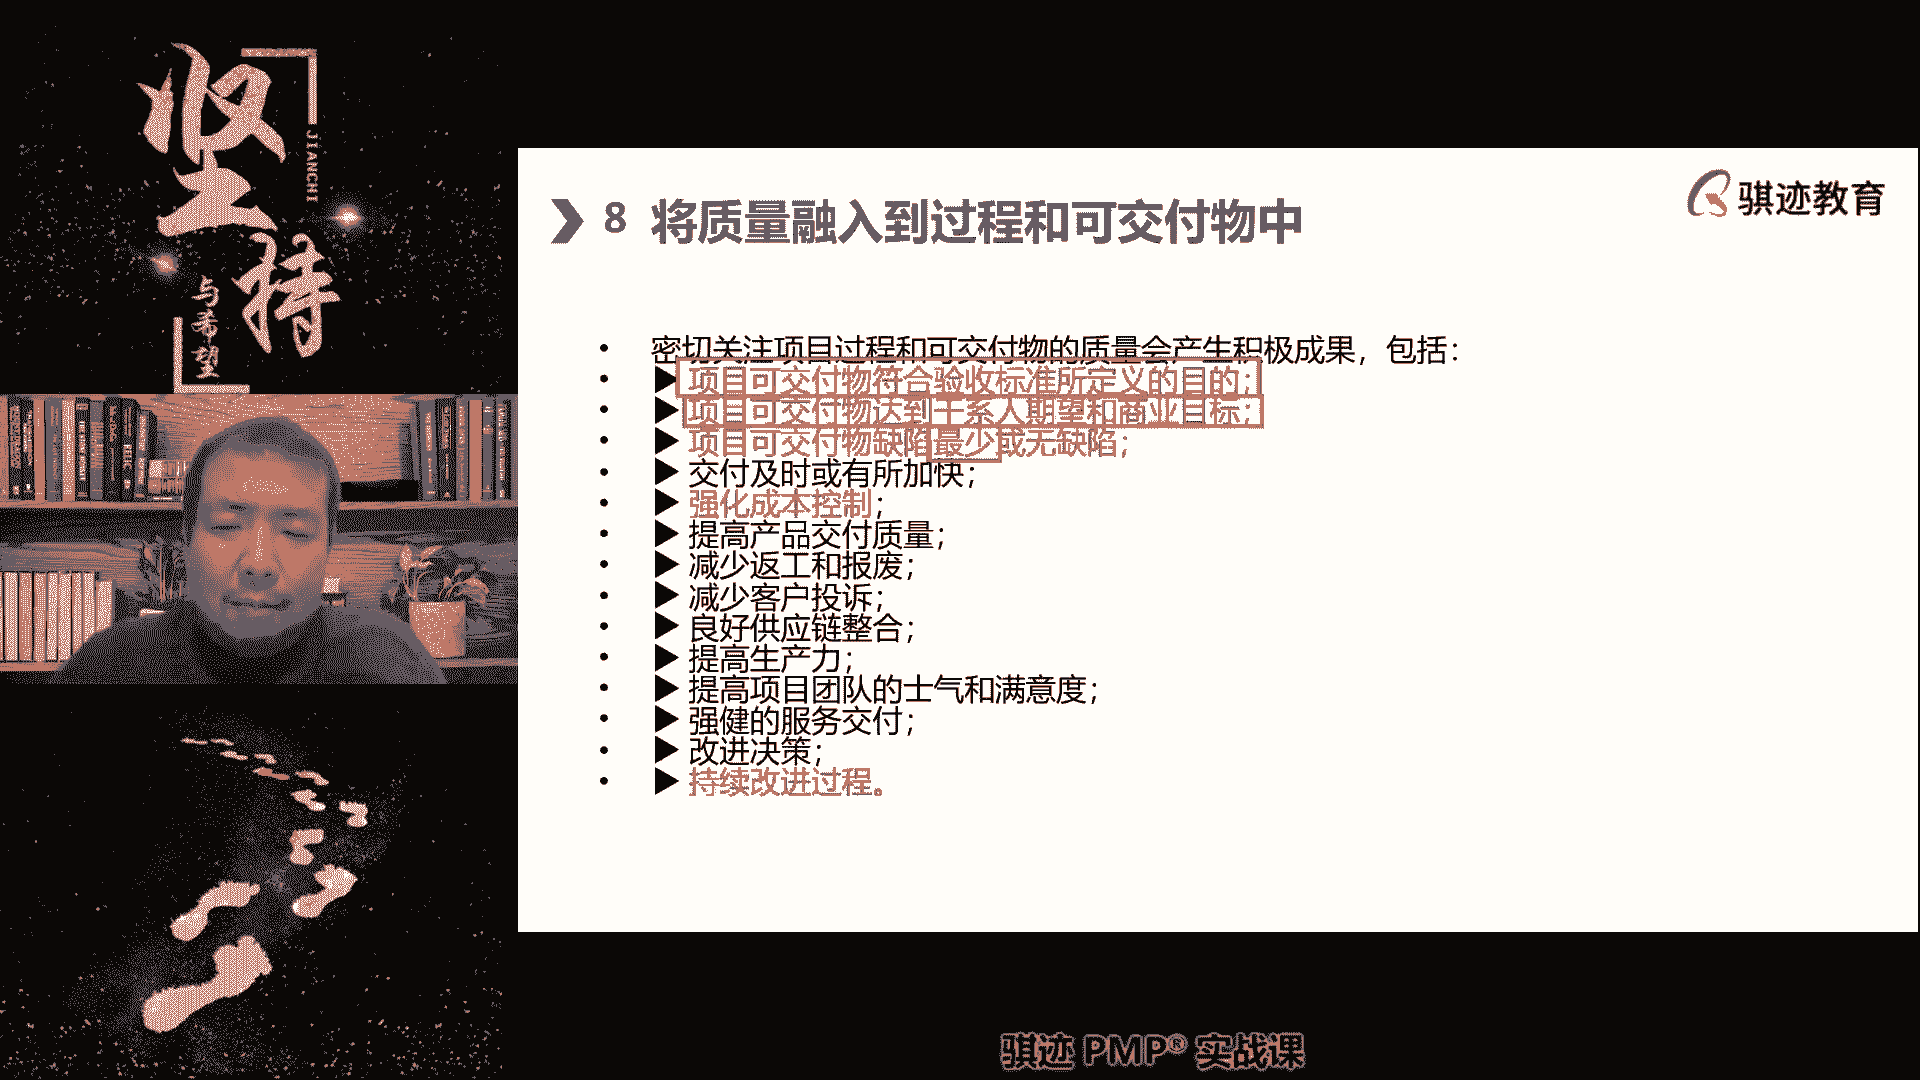 坚持
JIANCHI
与希望
骐迹教育
8 将质量融入到过程和可交付物中
• 密切关注项目过程和可交付物的质量会产生积极成果，包括：
• ▶ 项目可交付物符合验收标准所定义的目的；
• ▶ 项目可交付物达到干系人期望和商业目标；
• ▶ 项目可交付物缺陷最少或无缺陷；
• ▶ 交付及时或有所加快；
• ▶ 强化成本控制；
• ▶ 提高产品交付质量；
• ▶ 减少返工和报废；
• ▶ 减少客户投诉；
• ▶ 良好供应链整合；
• ▶ 提高生产力；
• ▶ 提高项目团队的士气和满意度；
• ▶ 强健的服务交付；
• ▶ 改进决策；
• ▶ 持续改进过程。
骐迹 PMP® 实战课